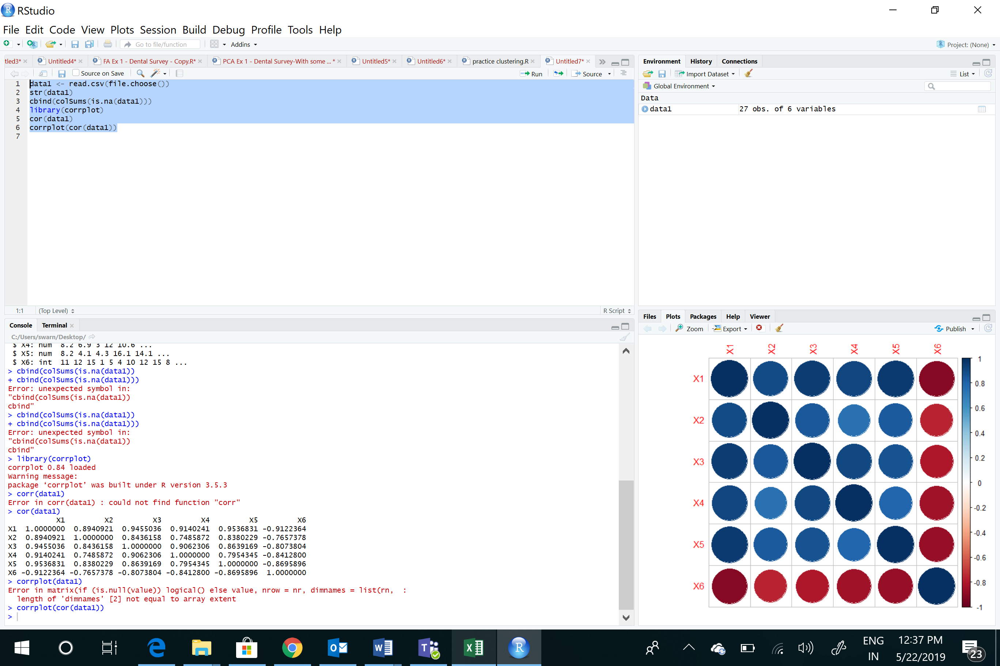 RStudio
File Edit Code View Plots Session Build Debug Profile Tools Help
Go to file/function Addins Project: (None)
tled3* Untitled4* FA Ex 1 - Dental Survey - Copy.R* PCA Ex 1 - Dental Survey-With some ... * Untitled5* Untitled6* practice clustering.R Untitled7*
Source on Save Run Source
1 data1 <- read.csv(file.choose())
2 str(data1)
3 cbind(colSums(is.na(data1)))
4 library(corrplot)
5 cor(data1)
6 corrplot(cor(data1))
7
1:1 (Top Level) R Script
Environment History Connections
Import Dataset List
Global Environment
Data
data1 27 obs. of 6 variables
Console Terminal
C:/Users/swarn/Desktop/
$ X4: num 8.2 6.9 3 12 10.6 ...
$ X5: num 8.2 4.1 4.3 16.1 14.1 ...
$ X6: int 11 12 15 1 5 4 10 12 15 8 ...
> cbind(colSums(is.na(data1))
+ cbind(colSums(is.na(data1)))
Error: unexpected symbol in:
"cbind(colSums(is.na(data1))
cbind"
> cbind(colSums(is.na(data1))
+ cbind(colSums(is.na(data1)))
Error: unexpected symbol in:
"cbind(colSums(is.na(data1))
cbind"
> library(corrplot)
corrplot 0.84 loaded
Warning message:
package ‘corrplot’ was built under R version 3.5.3
> corr(data1)
Error in corr(data1) : could not find function "corr"
> cor(data1)
X1 X2 X3 X4 X5 X6
X1 1.0000000 0.8940921 0.9455036 0.9140241 0.9536831 -0.9122364
X2 0.8940921 1.0000000 0.8436158 0.7485872 0.8380229 -0.7657378
X3 0.9455036 0.8436158 1.0000000 0.9062306 0.8639169 -0.8073804
X4 0.9140241 0.7485872 0.9062306 1.0000000 0.7954345 -0.8412800
X5 0.9536831 0.8380229 0.8639169 0.7954345 1.0000000 -0.8695896
X6 -0.9122364 -0.7657378 -0.8073804 -0.8412800 -0.8695896 1.0000000
> corrplot(data1)
Error in matrix(if (is.null(value)) logical() else value, nrow = nr, dimnames = list(rn, :
length of 'dimnames' [2] not equal to array extent
> corrplot(cor(data1))
>
Files Plots Packages Help Viewer
Zoom Export Publish
X1 X2 X3 X4 X5 X6
X1
X2
X3
X4
X5
X6
1
0.8
0.6
0.4
0.2
0
-0.2
-0.4
-0.6
-0.8
-1
ENG
IN
12:37 PM
5/22/2019
23